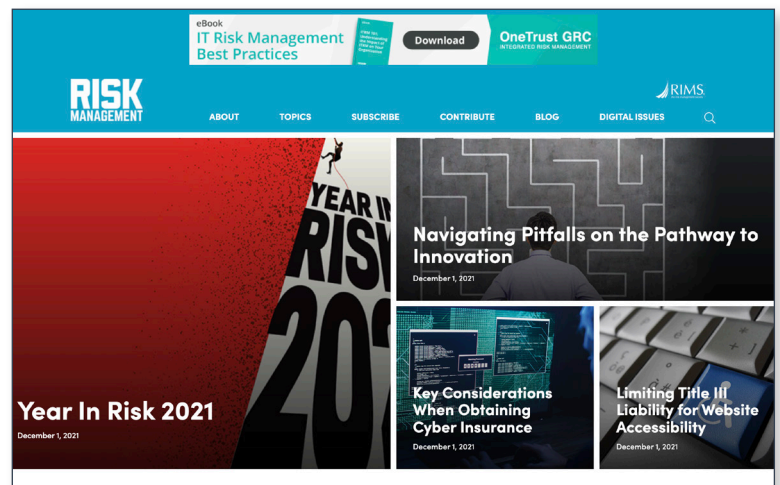 eBook
IT Risk Management
Best Practices
Download
OneTrust GRC
INTEGRATED RISK MANAGEMENT
RISK
MANAGEMENT
RIMS
ABOUT TOPICS SUBSCRIBE CONTRIBUTE BLOG DIGITAL ISSUES
YEAR IN
RISK
202
Year In Risk 2021
December 1, 2021
Navigating Pitfalls on the Pathway to
Innovation
December 1, 2021
Key Considerations
When Obtaining
Cyber Insurance
December 1, 2021
Limiting Title III
Liability for Website
Accessibility
December 1, 2021